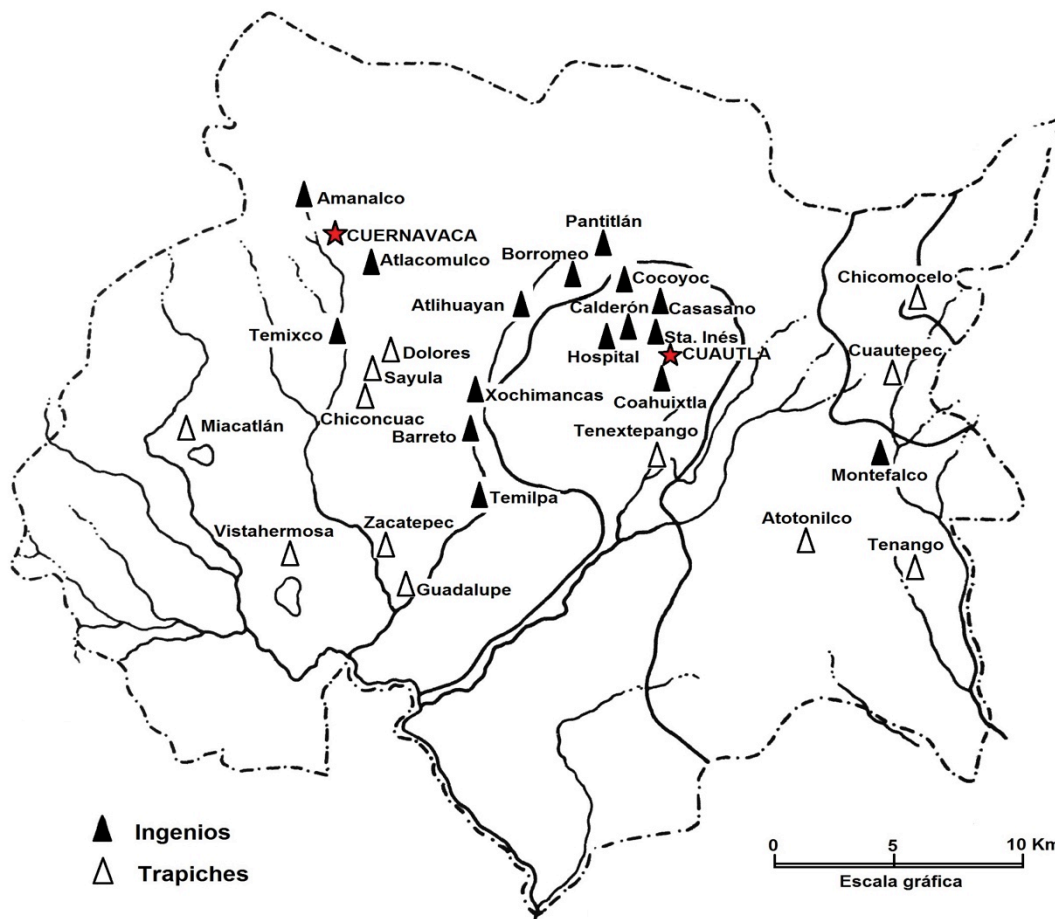 Amanalco
CUERNAVACA
Atlacomulco
Pantitlán
Borromeo
Cocoyoc
Chicomocelo
Atlihuayan
Calderón
Casasano
Temixco
Sta. Inés
Dolores
Hospital
CUAUTLA
Cuautepec
Sayula
Xochimancas
Coahuixtla
Chiconcuac
Miacatlán
Barreto
Tenextepango
Montefalco
Temilpa
Zacatepec
Vistahermosa
Atotonilco
Tenango
Guadalupe
Ingenios
Trapiches
0 5 10 Km
Escala gráfica